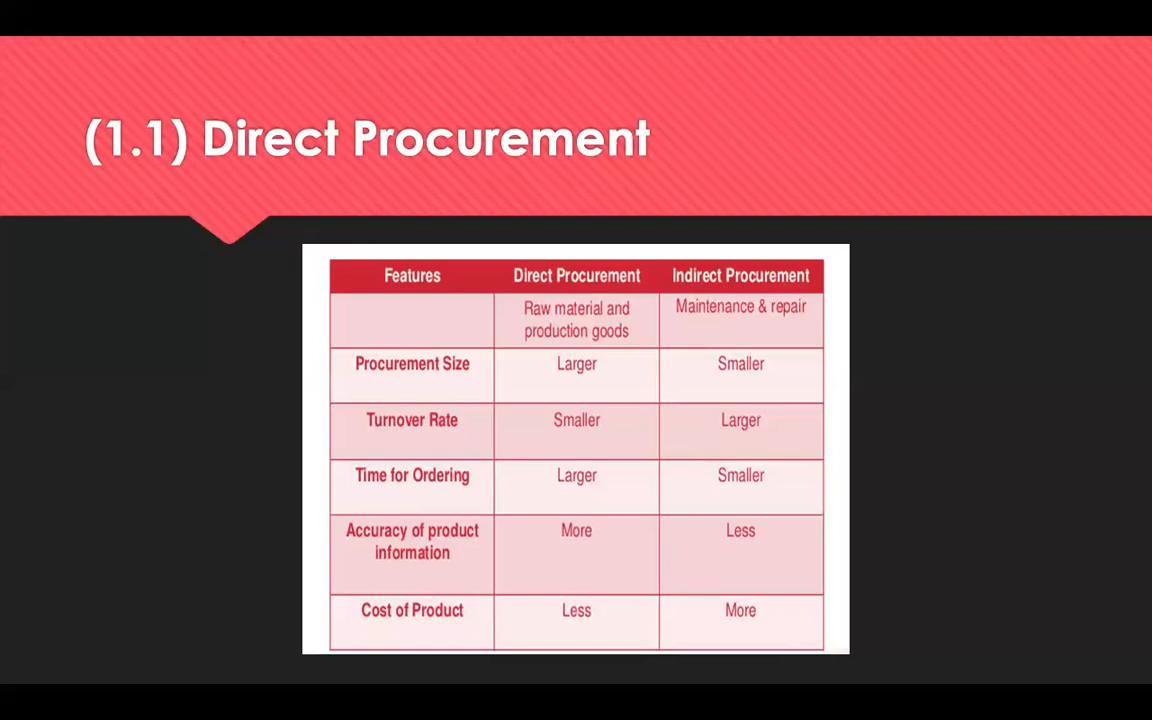 (1.1) Direct Procurement
Features Direct Procurement Indirect Procurement
Raw material and Maintenance & repair
production goods
Procurement Size Larger Smaller
Turnover Rate Smaller Larger
Time for Ordering Larger Smaller
Accuracy of product More Less
information
Cost of Product Less More